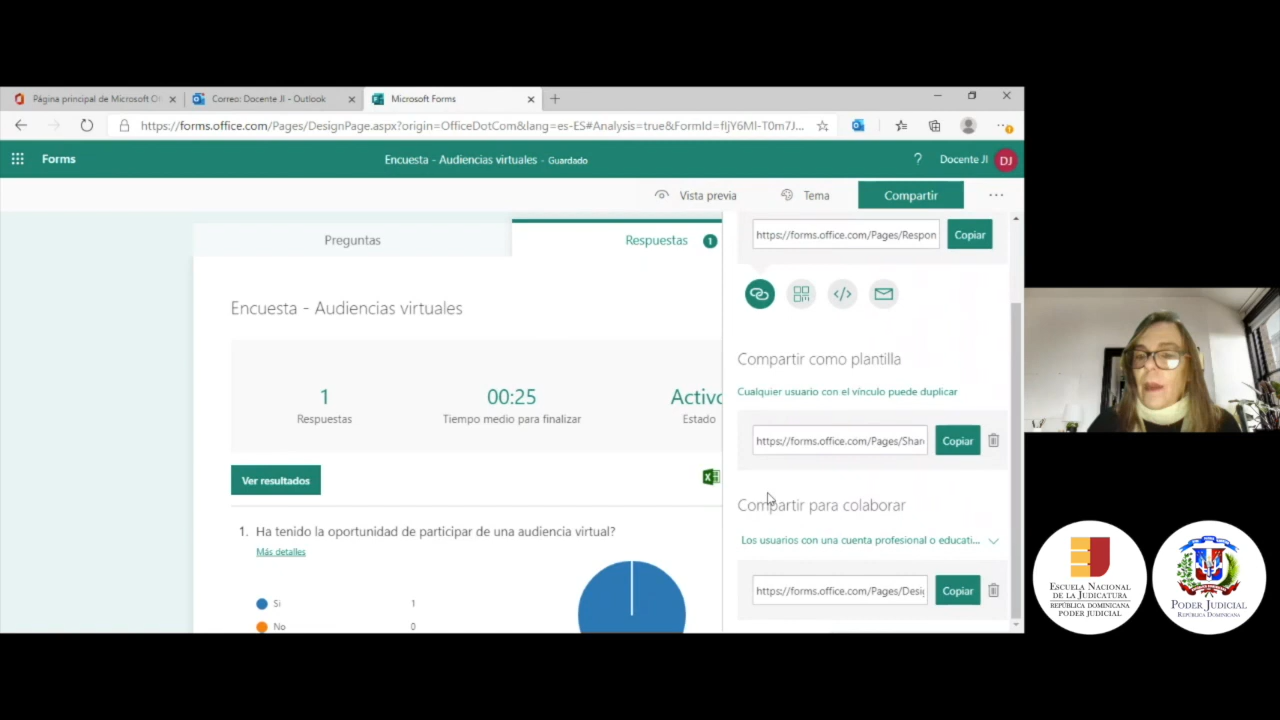 Página principal de Microsoft Of
Correo: Docente JI - Outlook
Microsoft Forms
https://forms.office.com/Pages/DesignPage.aspx?origin=OfficeDotCom&lang=es-ES#Analysis=true&FormId=
Forms
Encuesta - Audiencias virtuales - Guardado
?
Docente JI
DJ
Vista previa
Tema
Compartir
...
Preguntas
Respuestas
1
https://forms.office.com/Pages/Respon
Copiar
Encuesta - Audiencias virtuales
1
Respuestas
00:25
Tiempo medio para finalizar
Activo
Estado
Ver resultados
1. Ha tenido la oportunidad de participar de una audiencia virtual?
Más detalles
Si 1
No 0
Compartir como plantilla
Cualquier usuario con el vínculo puede duplicar
https://forms.office.com/Pages/Shar
Copiar
Compartir para colaborar
Los usuarios con una cuenta profesional o educati...
https://forms.office.com/Pages/Desi
Copiar
ESCUELA NACIONAL
DE LA JUDICATURA
REPÚBLICA DOMINICANA
PODER JUDICIAL
PODER JUDICIAL
REPÚBLICA DOMINICANA